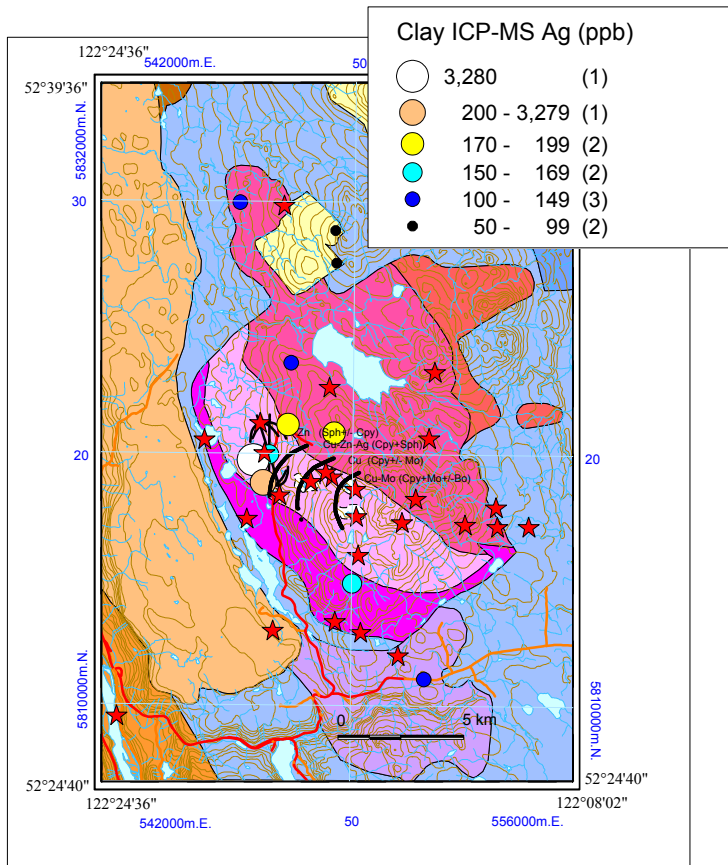 Clay ICP-MS Ag (ppb)
3,280 (1)
200 - 3,279 (1)
170 - 199 (2)
150 - 169 (2)
100 - 149 (3)
50 - 99 (2)
122°24'36"
542000m.E.
50
52°39'36"
5832000m.N.
30
Zn (Sph+/- Cpy)
Cu-Zn-Ag (Cpy+Sph)
20
Cu (Cpy+/- Mo)
20
Cu-Mo (Cpy+Mo+/-Bo)
5810000m.N.
5810000m.N.
0 5 km
52°24'40"
52°24'40"
122°24'36"
122°08'02"
542000m.E.
50
556000m.E.